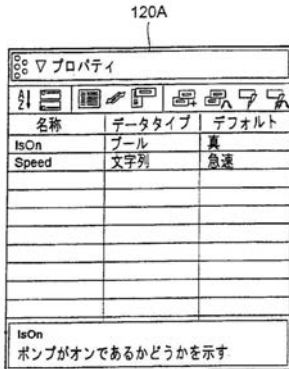 120A
▽ プロパティ
名称 データタイプ デフォルト
IsOn ブール 真
Speed 文字列 急速
IsOn
ポンプがオンであるかどうかを示す